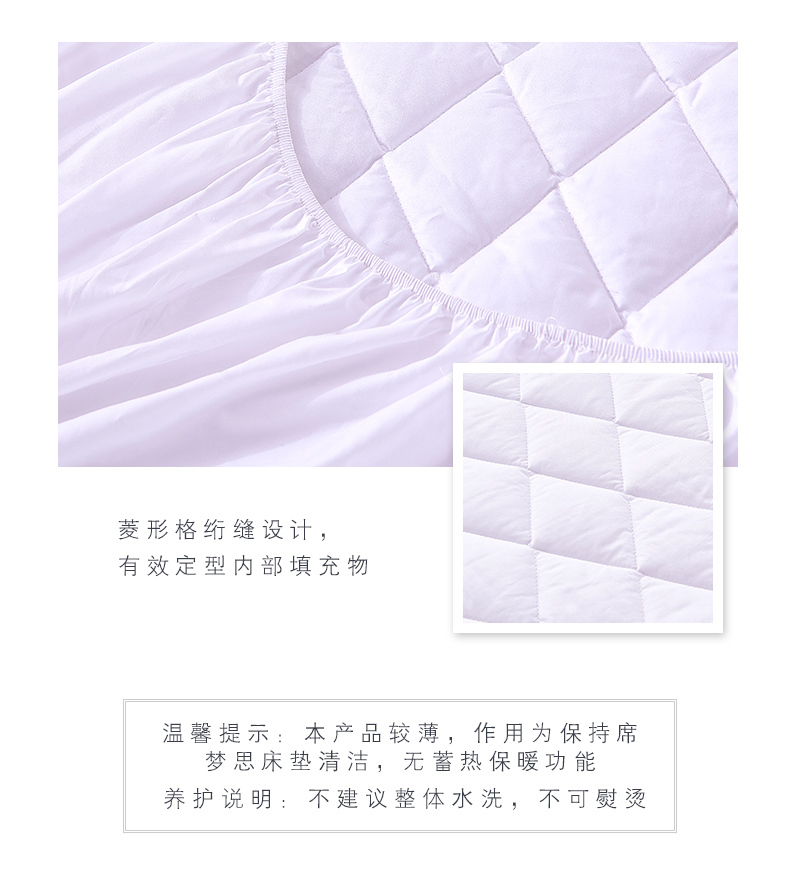 菱形格绗缝设计，
有效定型内部填充物
温馨提示：本产品较薄，作用为保持席
梦思床垫清洁，无蓄热保暖功能
养护说明：不建议整体水洗，不可熨烫